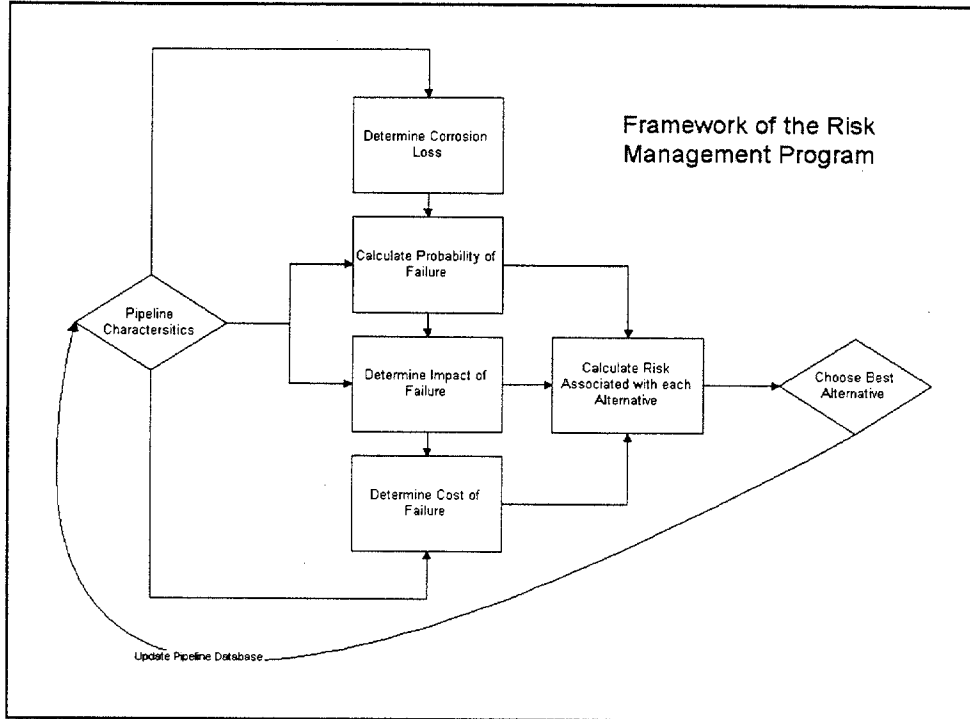 Framework of the Risk
Management Program
Determine Corrosion
Loss
Calculate Probability of
Failure
Pipeline
Charactersitics
Determine Impact of
Failure
Calculate Risk
Associated with each
Alternative
Choose Best
Alternative
Determine Cost of
Failure
Update Pipeline Database